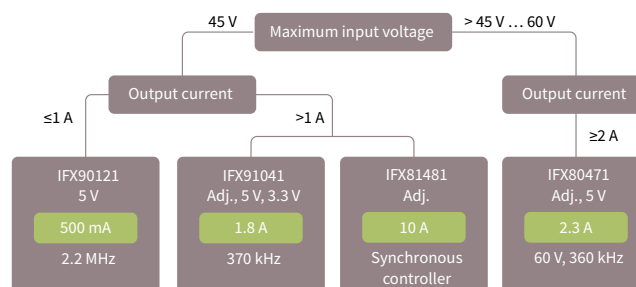 45 V
Maximum input voltage
> 45 V … 60 V
Output current
Output current
≤1 A
>1 A
≥2 A
IFX90121
5 V
500 mA
2.2 MHz
IFX91041
Adj., 5 V, 3.3 V
1.8 A
370 kHz
IFX81481
Adj.
10 A
Synchronous
controller
IFX80471
Adj., 5 V
2.3 A
60 V, 360 kHz